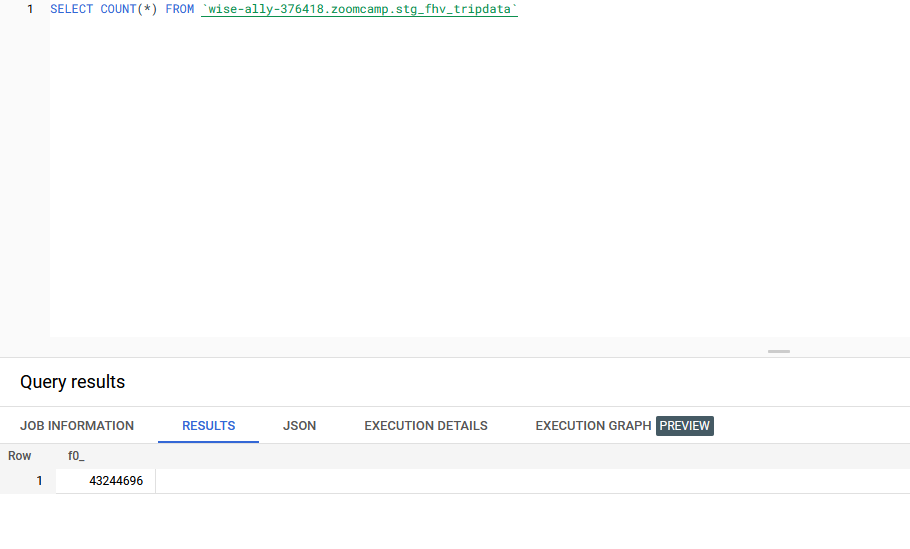 1 SELECT COUNT(*) FROM `wise-ally-376418.zoomcamp.stg_fhv_tripdata`
Query results
JOB INFORMATION RESULTS JSON EXECUTION DETAILS EXECUTION GRAPH PREVIEW
Row f0_
1 43244696